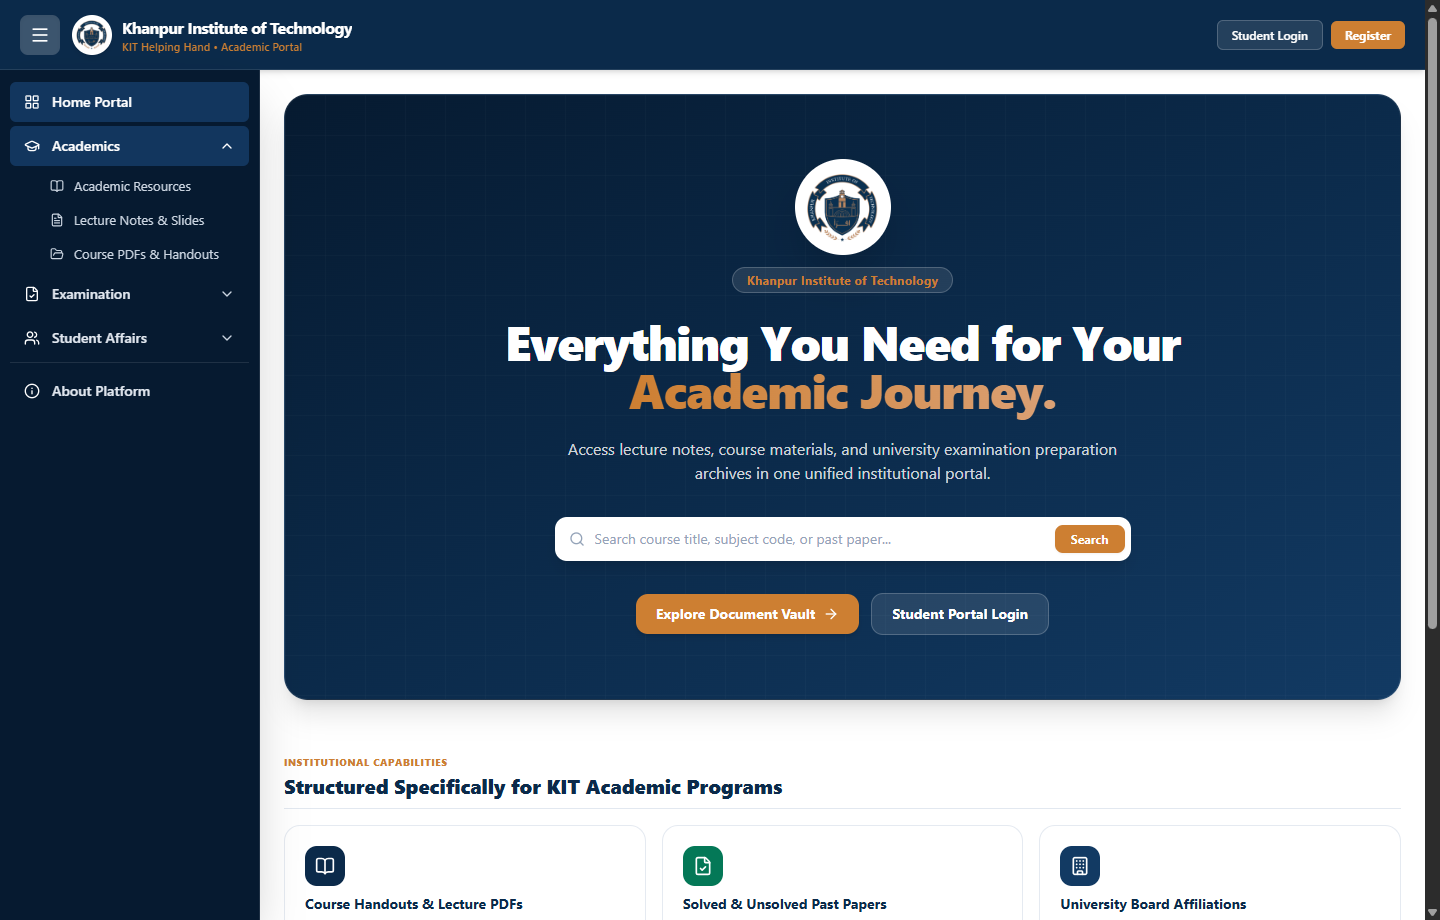 Khanpur Institute of Technology
KIT Helping Hand • Academic Portal
Student Login
Register
Home Portal
Academics
Academic Resources
Lecture Notes & Slides
Course PDFs & Handouts
Examination
Student Affairs
About Platform
Khanpur Institute of Technology
Everything You Need for Your
Academic Journey.
Access lecture notes, course materials, and university examination preparation
archives in one unified institutional portal.
Search course title, subject code, or past paper...
Search
Explore Document Vault
Student Portal Login
INSTITUTIONAL CAPABILITIES
Structured Specifically for KIT Academic Programs
Course Handouts & Lecture PDFs
Solved & Unsolved Past Papers
University Board Affiliations